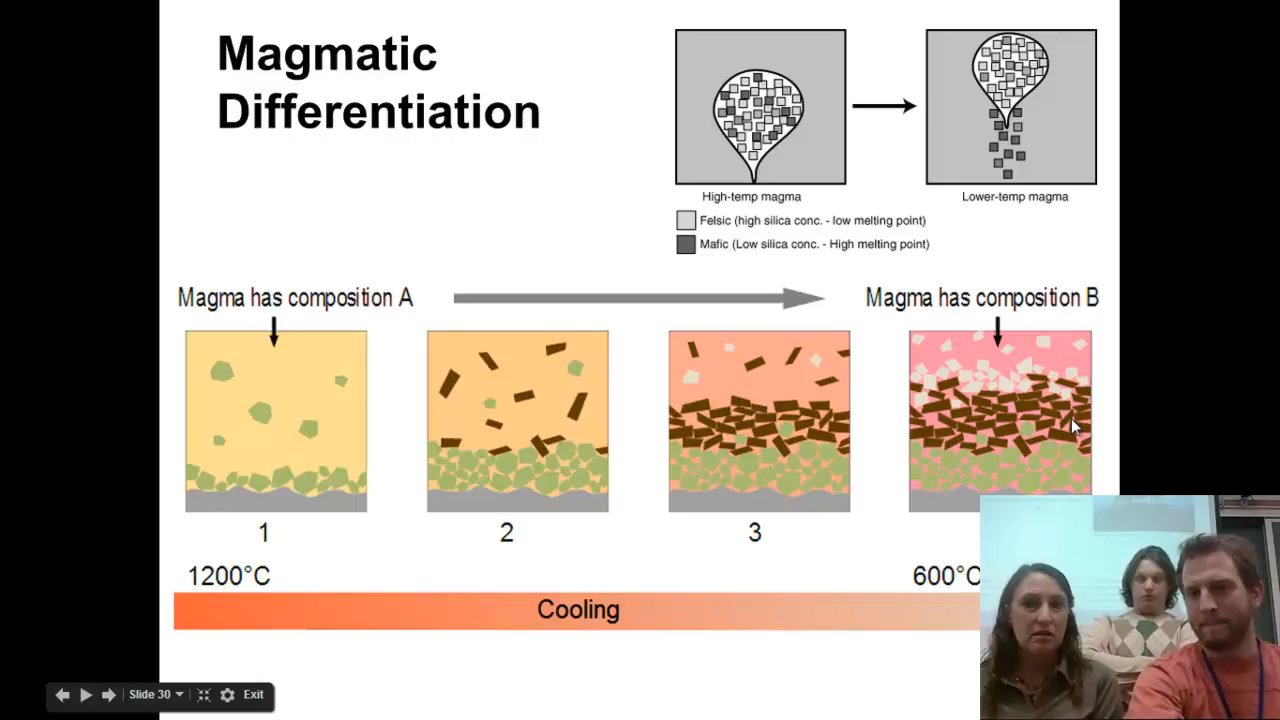 Magmatic
Differentiation
High-temp magma
Lower-temp magma
Felsic (high silica conc. - low melting point)
Mafic (Low silica conc. - High melting point)
Magma has composition A
Magma has composition B
1
2
3
1200°C
600°C
Cooling
Slide 30
Exit